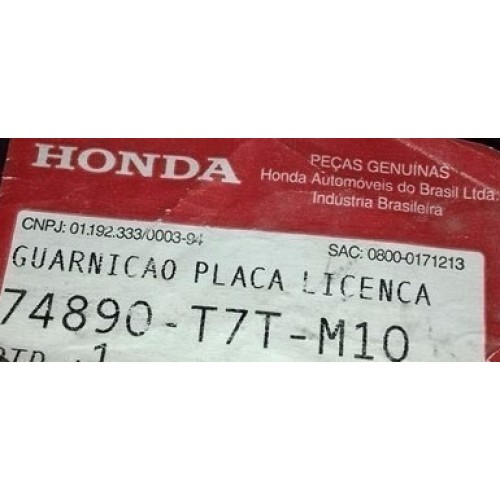 HONDA
PEÇAS GENUÍNAS
Honda Automóveis do Brasil Ltda.
Indústria Brasileira
CNPJ: 01.192.333/0003-94
SAC: 0800-0171213
GUARNICAO PLACA LICENCA
74890-T7T-M10
1